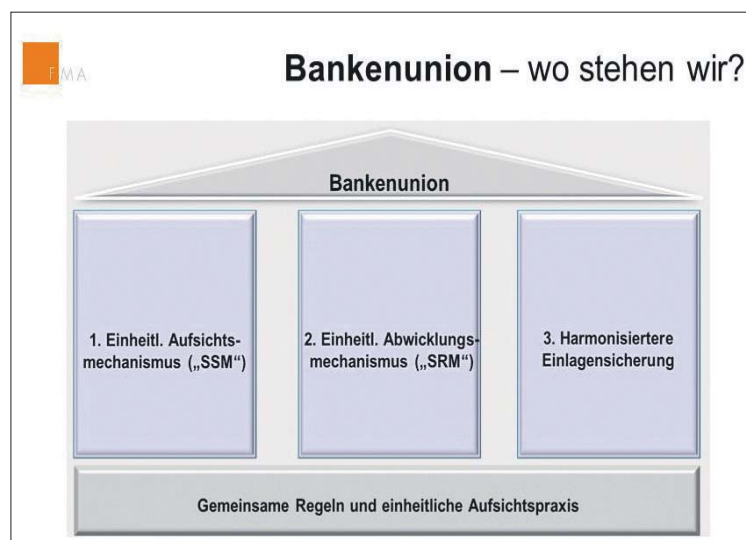 FMA
Bankenunion – wo stehen wir?
Bankenunion
1. Einheitl. Aufsichts-
mechanismus („SSM“)
2. Einheitl. Abwicklungs-
mechanismus („SRM“)
3. Harmonisiertere
Einlagensicherung
Gemeinsame Regeln und einheitliche Aufsichtspraxis